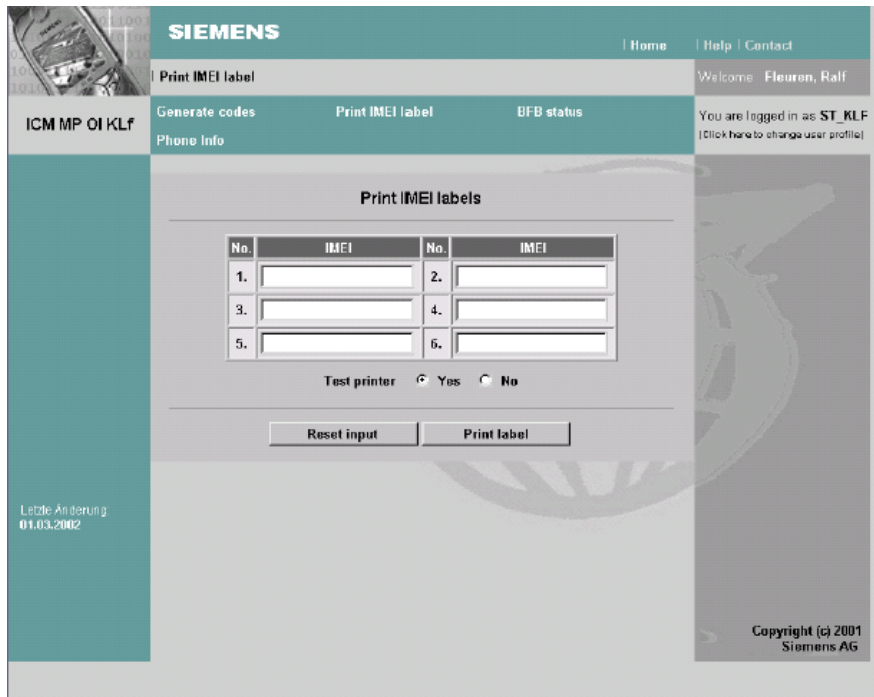 SIEMENS
| Home | Help | Contact
| Print IMEI label
Welcome Fleuren, Ralf
ICM MP OI KLf
Generate codes Print IMEI label BFB status
Phone Info
You are logged in as ST_KLF
(Click here to change user profile)
Print IMEI labels
No. IMEI No. IMEI
1. 2.
3. 4.
5. 6.
Test printer Yes No
Reset input Print label
Letzte Änderung:
01.03.2002
Copyright (c) 2001
Siemens AG